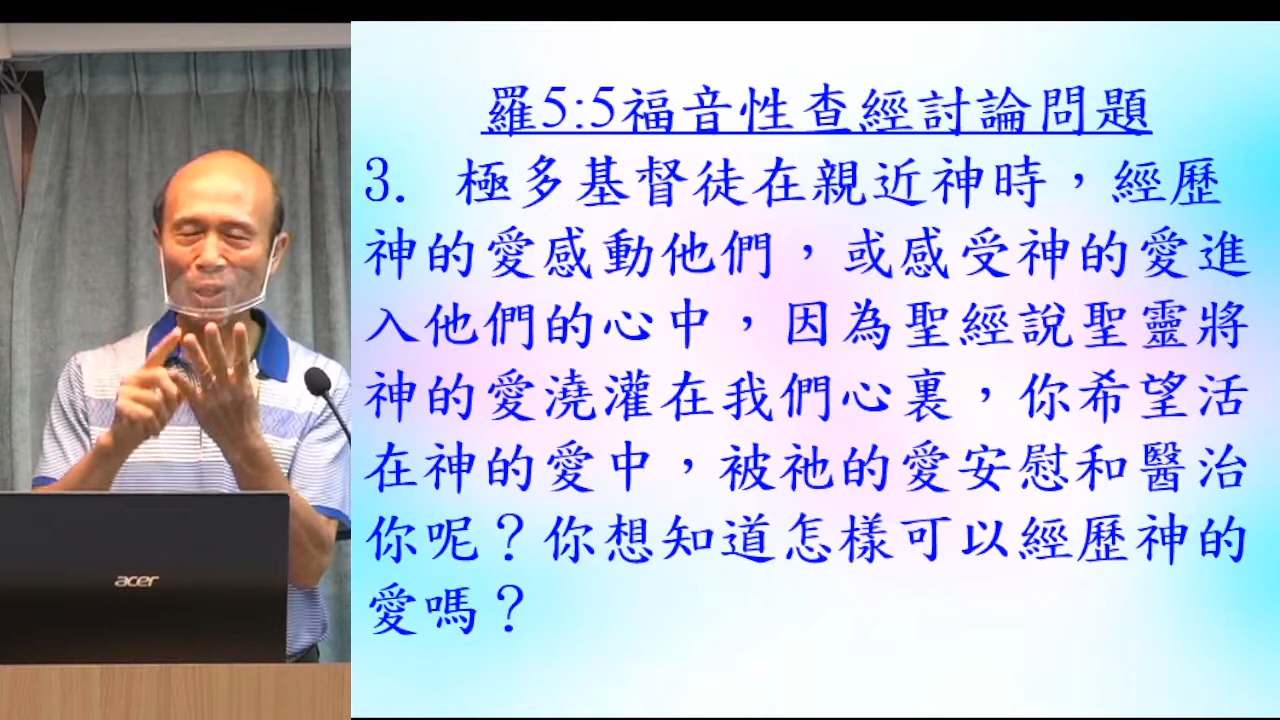 羅5:5福音性查經討論問題
3. 極多基督徒在親近神時，經歷
神的愛感動他們，或感受神的愛進
入他們的心中，因為聖經說聖靈將
神的愛澆灌在我們心裏，你希望活
在神的愛中，被祂的愛安慰和醫治
你呢？你想知道怎樣可以經歷神的
愛嗎？
acer